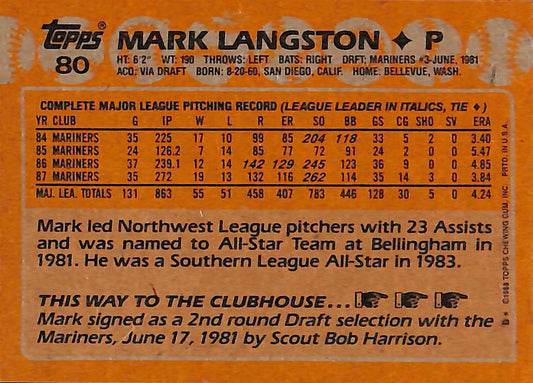 Topps MARK LANGSTON ✦ P
80 HT: 6'2" WT: 190 THROWS: LEFT BATS: RIGHT DRFT: MARINERS #3-JUNE, 1981
ACQ: VIA DRAFT BORN: 8-20-60, SAN DIEGO, CALIF. HOME: BELLEVUE, WASH.
COMPLETE MAJOR LEAGUE PITCHING RECORD (LEAGUE LEADER IN ITALICS, TIE ✦)
YR CLUB G IP W L R ER SO BB GS CG SHO SV ERA
84 MARINERS 35 225 17 10 99 85 204 118 33 5 2 0 3.40
85 MARINERS 24 126.2 7 14 85 77 72 91 24 2 0 0 5.47
86 MARINERS 37 239.1 12 14 142 129 245 123 36 9 0 0 4.85
87 MARINERS 35 272 19 13 132 116 262 114 35 14 3 0 3.84
MAJ. LEA. TOTALS 131 863 55 51 458 407 783 446 128 30 5 0 4.24
Mark led Northwest League pitchers with 23 Assists
and was named to All-Star Team at Bellingham in
1981. He was a Southern League All-Star in 1983.
THIS WAY TO THE CLUBHOUSE...
Mark signed as a 2nd round Draft selection with the
Mariners, June 17, 1981 by Scout Bob Harrison.
©1988 TOPPS CHEWING GUM, INC. PRTD. IN U.S.A.